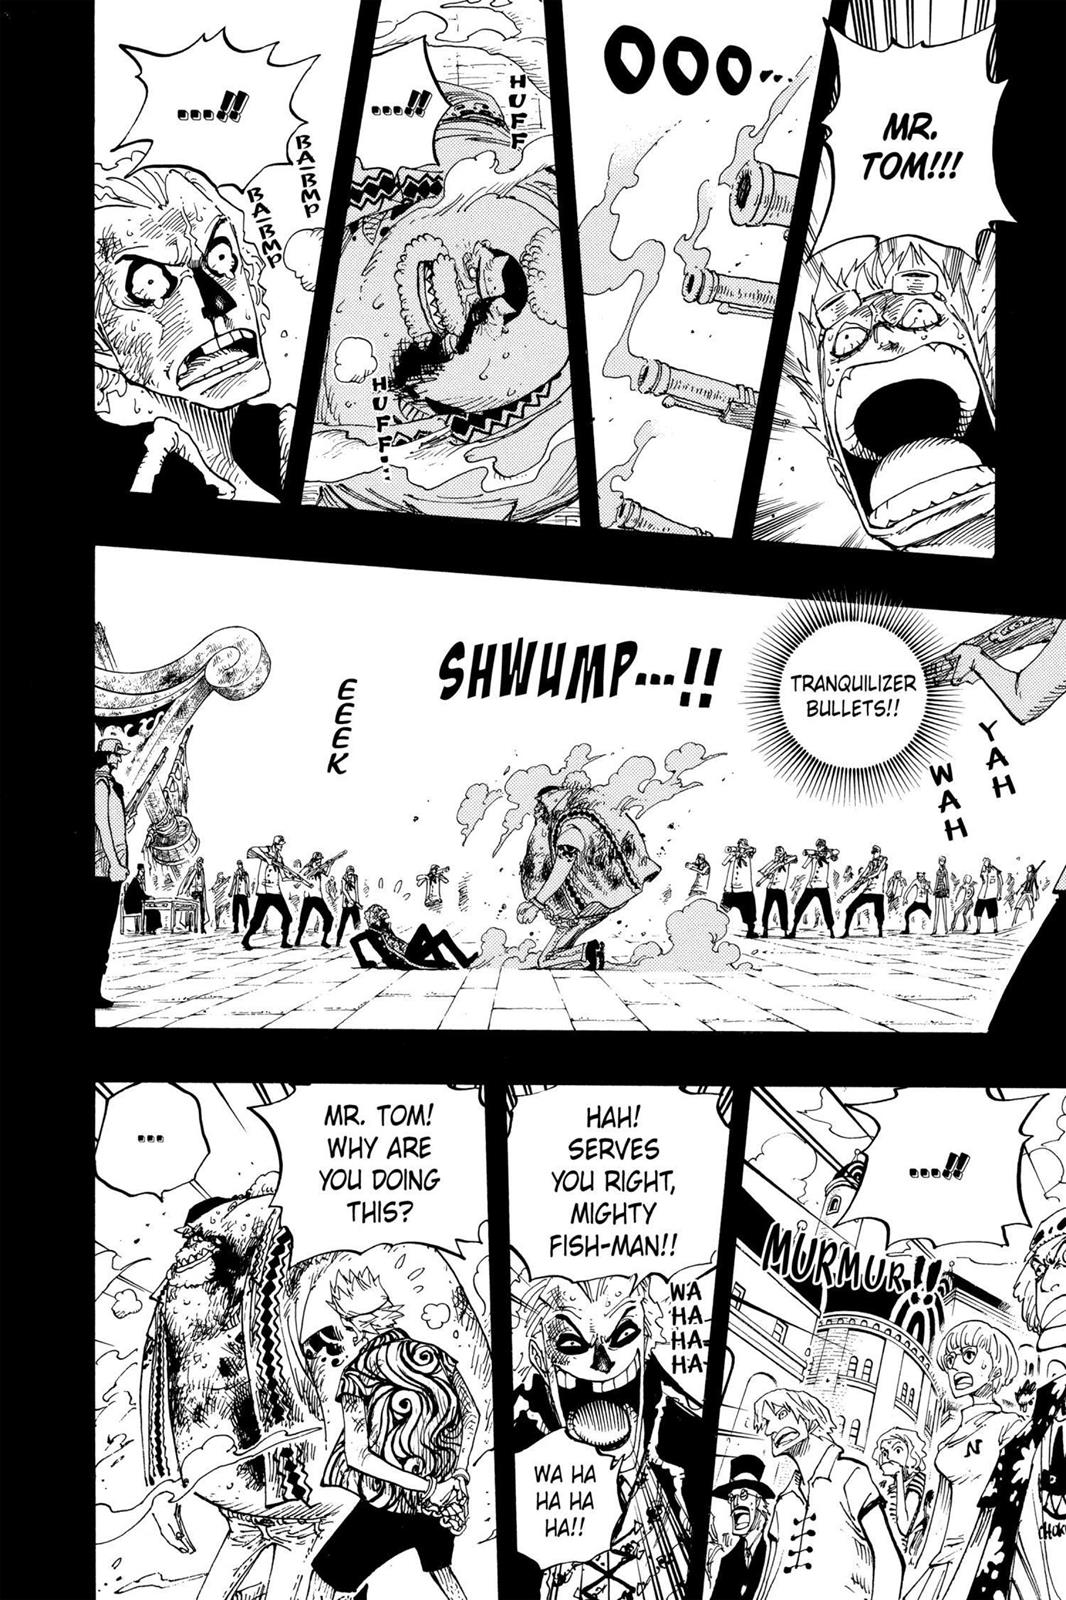 MR.
TOM!!!
OOO...
...!!
HUFF
HUFF...
...!!
BA-BMP
BA-BMP
TRANQUILIZER
BULLETS!!
YAH
WAH
SHWUMP...!!
EEEK
...!!
MURMUR!!
N
HAH!
SERVES
YOU RIGHT,
MIGHTY
FISH-MAN!!
WA
HA
HA
HA
WA HA
HA HA
HA!!
MR. TOM!
WHY ARE
YOU DOING
THIS?
...